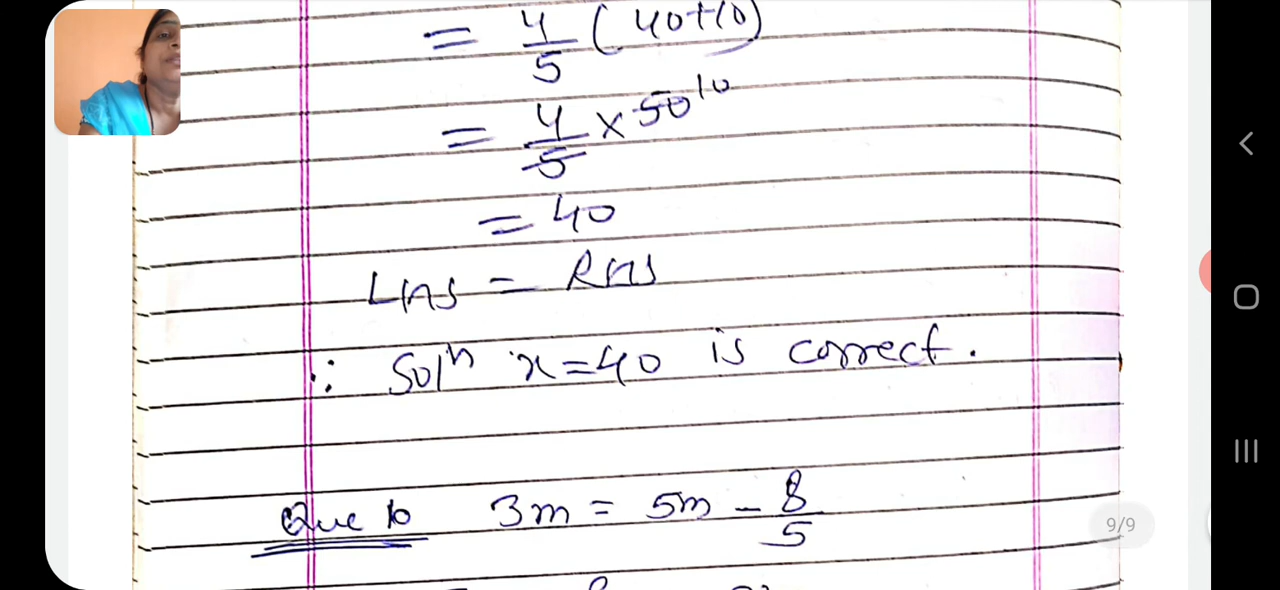 = 4/5 (40+10)
= 4/5 × 50 10
= 40
LHS = RHS
∴ Solⁿ x=40 is correct.
Que 10 3m = 5m - 8/5
9/9